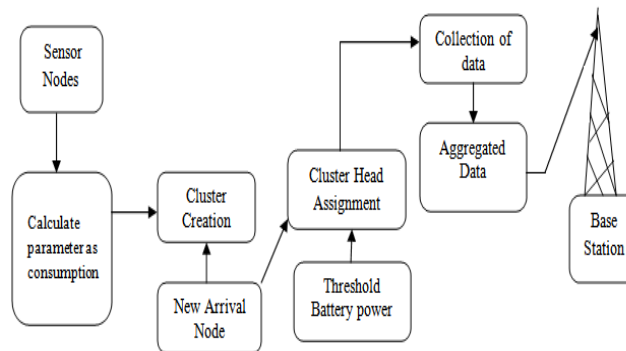 Sensor
Nodes
Calculate
parameter as
consumption
Cluster
Creation
New Arrival
Node
Cluster Head
Assignment
Threshold
Battery power
Collection of
data
Aggregated
Data
Base
Station